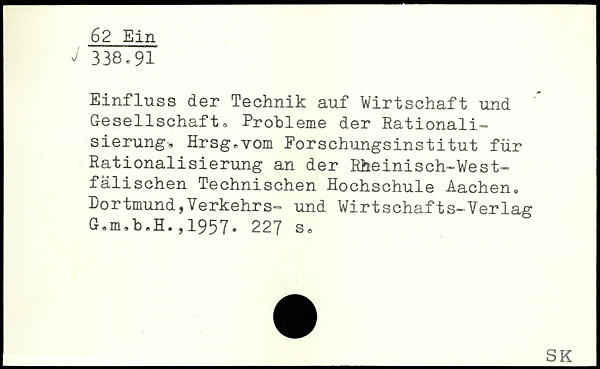 62 Ein
✓ 338.91
Einfluss der Technik auf Wirtschaft und
Gesellschaft. Probleme der Rationali-
sierung. Hrsg.vom Forschungsinstitut für
Rationalisierung an der Rheinisch-West-
fälischen Technischen Hochschule Aachen.
Dortmund,Verkehrs- und Wirtschafts-Verlag
G.m.b.H.,1957. 227 s.
SK